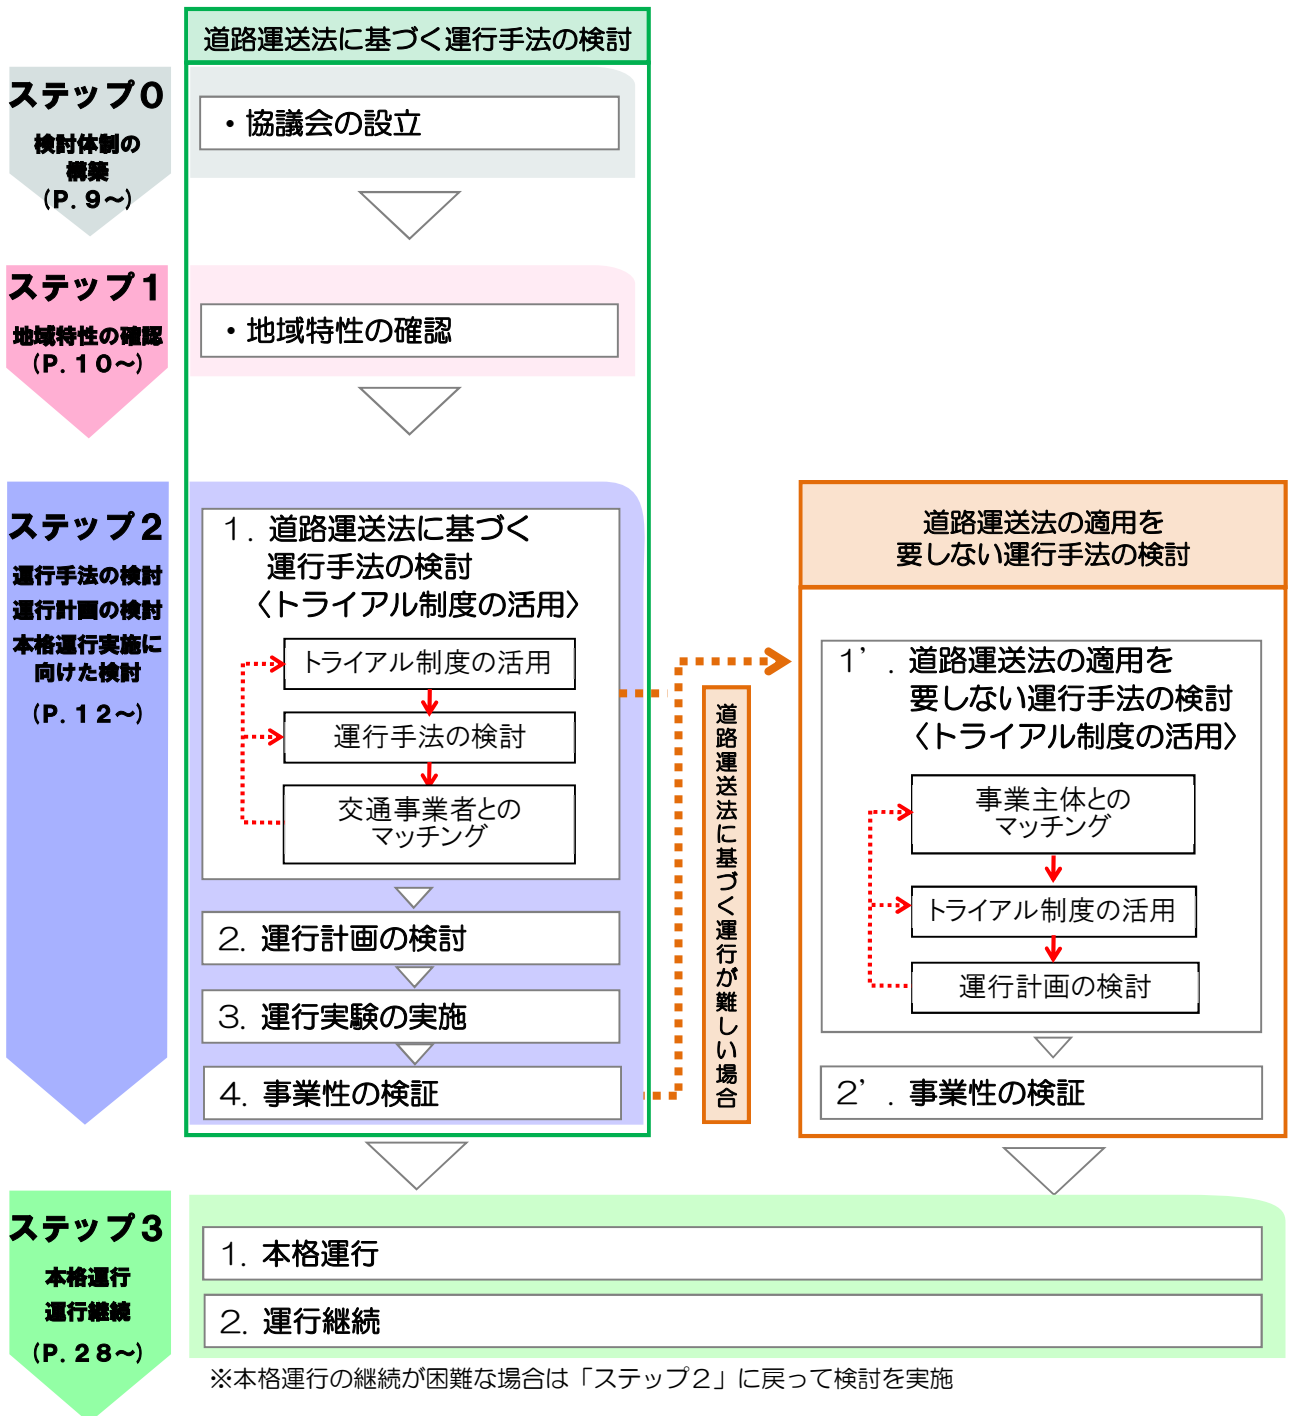 道路運送法に基づく運行手法の検討
ステップ０
検討体制の
構築
（Ｐ.９～）
・協議会の設立
ステップ１
地域特性の確認
（Ｐ.１０～）
・地域特性の確認
ステップ２
運行手法の検討
運行計画の検討
本格運行実施に
向けた検討
（Ｐ.１２～）
１．道路運送法に基づく
運行手法の検討
〈トライアル制度の活用〉
トライアル制度の活用
運行手法の検討
交通事業者との
マッチング
２．運行計画の検討
３．運行実験の実施
４．事業性の検証
道路運送法に基づく運行が難しい場合
道路運送法の適用を
要しない運行手法の検討
１’．道路運送法の適用を
要しない運行手法の検討
〈トライアル制度の活用〉
事業主体との
マッチング
トライアル制度の活用
運行計画の検討
２’．事業性の検証
ステップ３
本格運行
運行継続
（Ｐ.２８～）
１．本格運行
２．運行継続
※本格運行の継続が困難な場合は「ステップ２」に戻って検討を実施